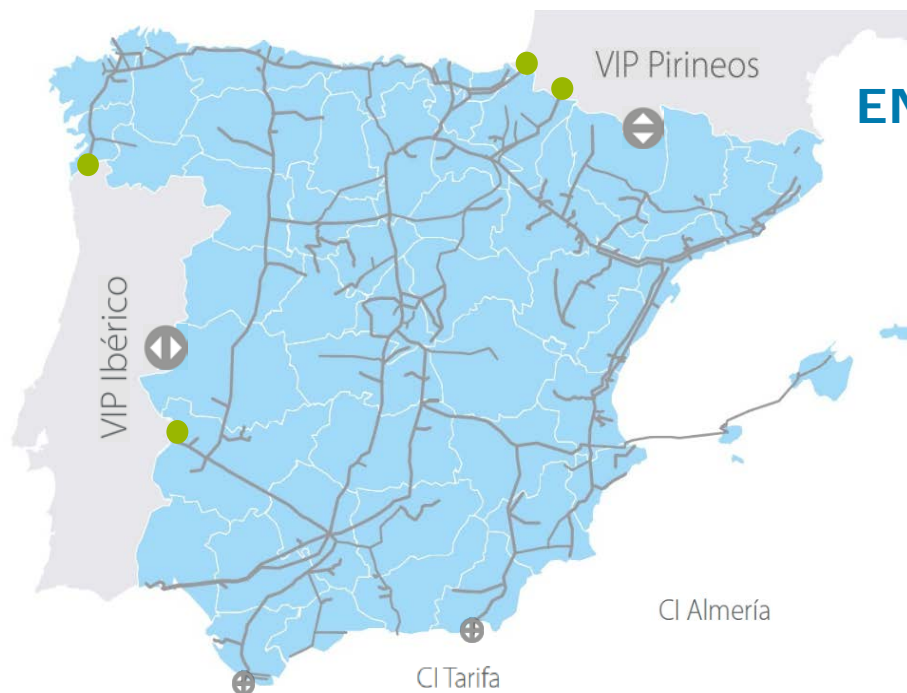 VIP Pirineos
EN
VIP Ibérico
CI Almería
CI Tarifa